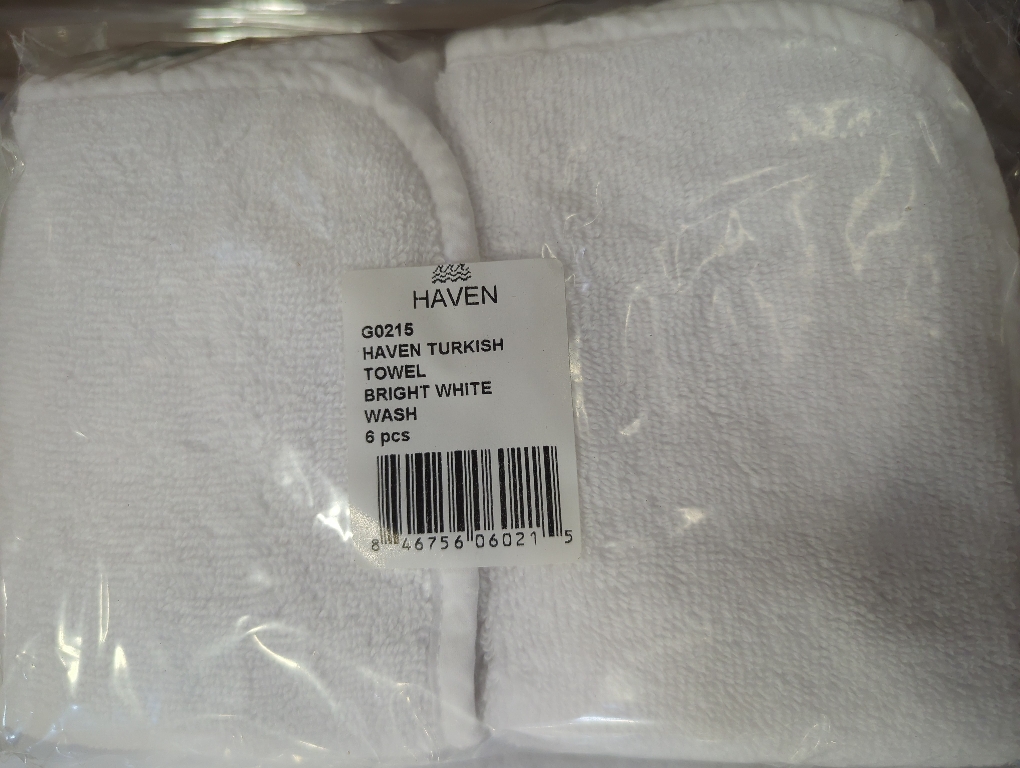 HAVEN
G0215
HAVEN TURKISH
TOWEL
BRIGHT WHITE
WASH
6 pcs
8 46756 06021 5